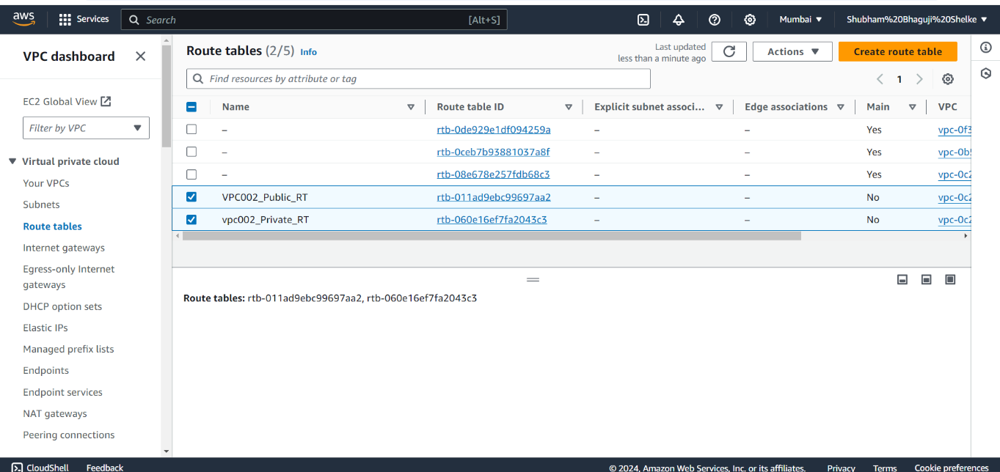 aws Services Search [Alt+S] Mumbai Shubham%20Bhaguji%20Shelke
VPC dashboard
EC2 Global View
Filter by VPC
Virtual private cloud
Your VPCs
Subnets
Route tables
Internet gateways
Egress-only Internet
gateways
DHCP option sets
Elastic IPs
Managed prefix lists
Endpoints
Endpoint services
NAT gateways
Peering connections
Route tables (2/5) Info
Last updated
less than a minute ago
Actions
Create route table
Find resources by attribute or tag
1
Name Route table ID Explicit subnet associ... Edge associations Main VPC
– rtb-0de929e1df094259a – – Yes vpc-0f3
– rtb-0ceb7b93881037a8f – – Yes vpc-0b5
– rtb-08e678e257fdb68c3 – – Yes vpc-0c2
VPC002_Public_RT rtb-011ad9ebc99697aa2 – – No vpc-0c2
vpc002_Private_RT rtb-060e16ef7fa2043c3 – – No vpc-0c2
Route tables: rtb-011ad9ebc99697aa2, rtb-060e16ef7fa2043c3
CloudShell Feedback © 2024, Amazon Web Services, Inc. or its affiliates. Privacy Terms Cookie preferences